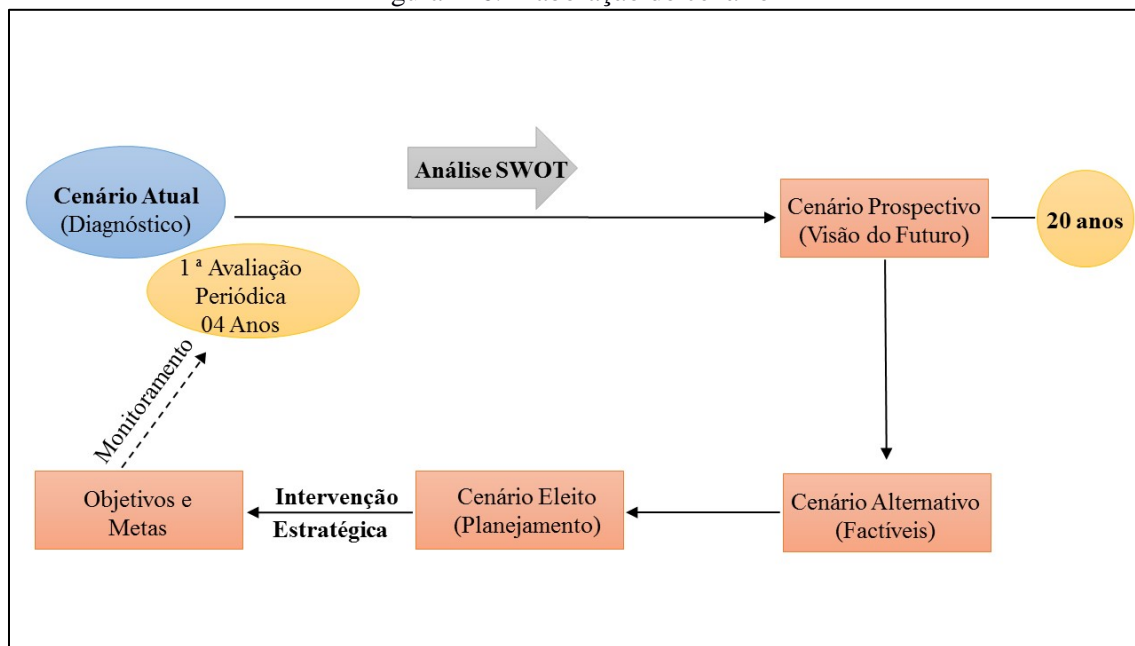 Análise SWOT
Cenário Atual
(Diagnóstico)
Cenário Prospectivo
(Visão do Futuro)
20 anos
1 ª Avaliação
Periódica
04 Anos
Monitoramento
Objetivos e
Metas
Intervenção
Estratégica
Cenário Eleito
(Planejamento)
Cenário Alternativo
(Factíveis)